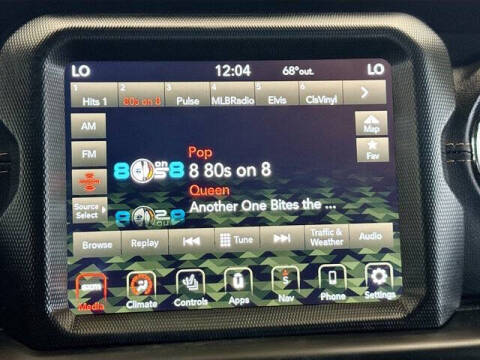 LO 12:04 68° out. LO
1 2 3 4 5 6
Hits 1 80s on 8 Pulse MLBRadio Elvis ClsVinyl
AM
Map
FM
Fav
Pop
8 80s on 8
Queen
Another One Bites the ...
Source
Select
Browse Replay Tune Traffic & Weather Audio
sxm
Media Climate Controls Apps Nav Phone Settings